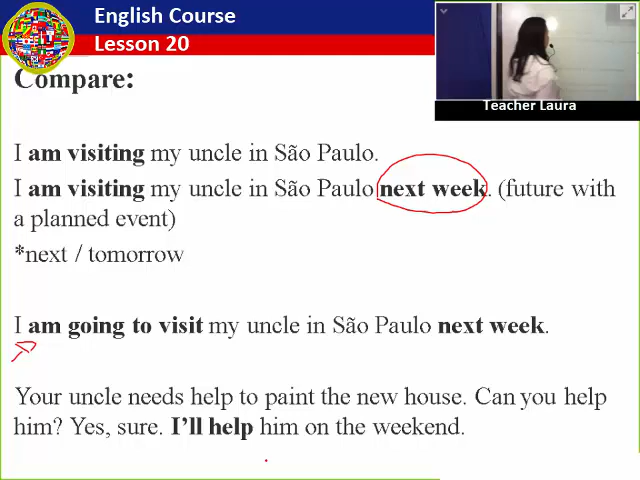 English Course
Lesson 20
Teacher Laura
Compare:
I am visiting my uncle in São Paulo.
I am visiting my uncle in São Paulo next week. (future with
a planned event)
*next / tomorrow
I am going to visit my uncle in São Paulo next week.
Your uncle needs help to paint the new house. Can you help
him? Yes, sure. I’ll help him on the weekend.